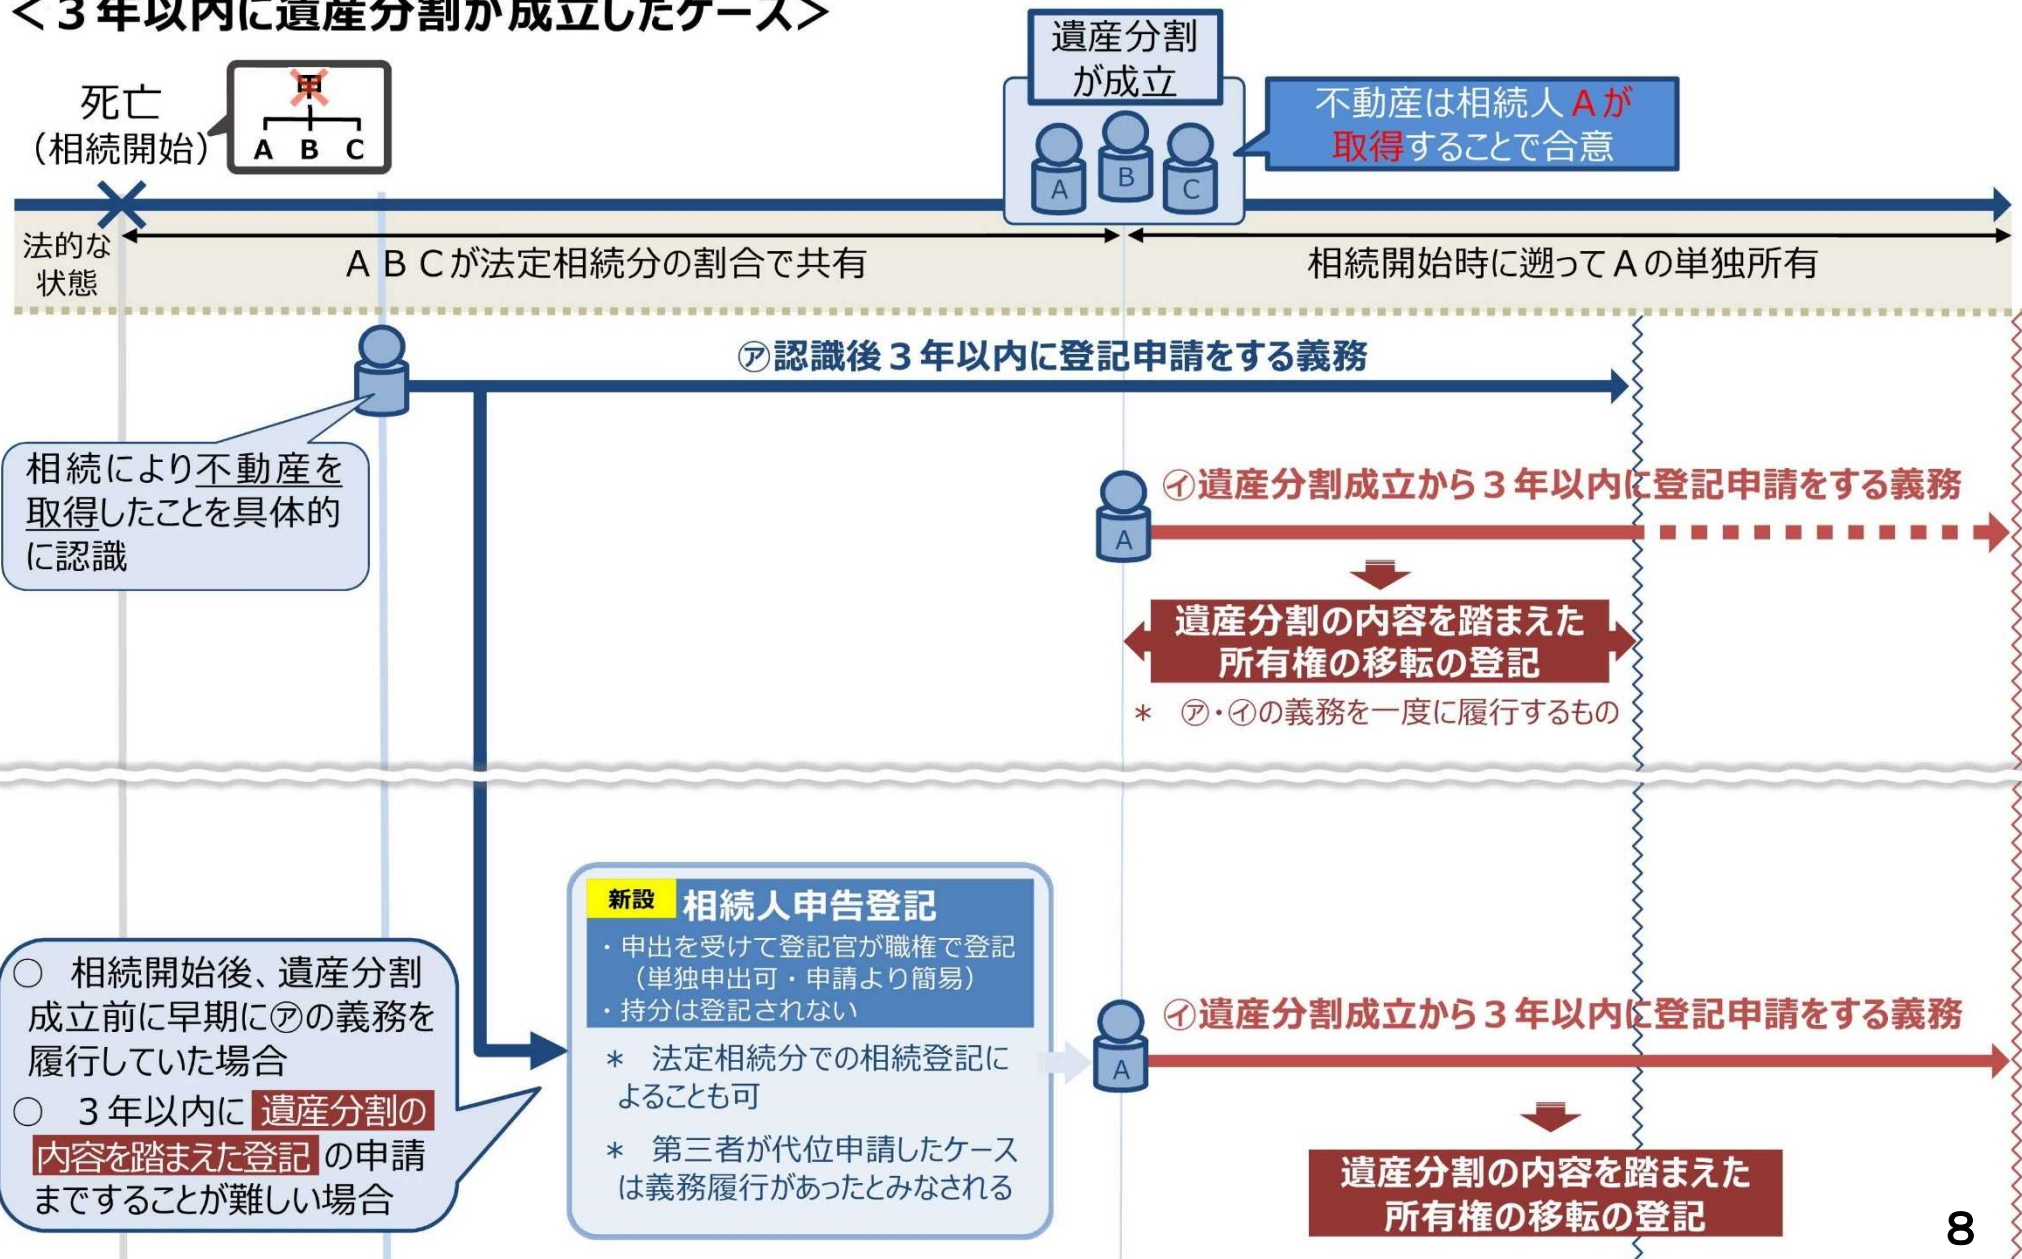 ＜３年以内に遺産分割が成立したケース＞
死亡
（相続開始）
甲
A B C
遺産分割
が成立
A
B
C
不動産は相続人Ａが
取得することで合意
法的な
状態
ＡＢＣが法定相続分の割合で共有
相続開始時に遡ってＡの単独所有
㋐認識後３年以内に登記申請をする義務
相続により不動産を
取得したことを具体的
に認識
㋑遺産分割成立から３年以内に登記申請をする義務
A
遺産分割の内容を踏まえた
所有権の移転の登記
＊　㋐・㋑の義務を一度に履行するもの
新設 相続人申告登記
・申出を受けて登記官が職権で登記
（単独申出可・申請より簡易）
・持分は登記されない
＊　法定相続分での相続登記に
よることも可
＊　第三者が代位申請したケース
は義務履行があったとみなされる
○　相続開始後、遺産分割
成立前に早期に㋐の義務を
履行していた場合
○　３年以内に 遺産分割の
内容を踏まえた登記 の申請
まですることが難しい場合
㋑遺産分割成立から３年以内に登記申請をする義務
A
遺産分割の内容を踏まえた
所有権の移転の登記
8